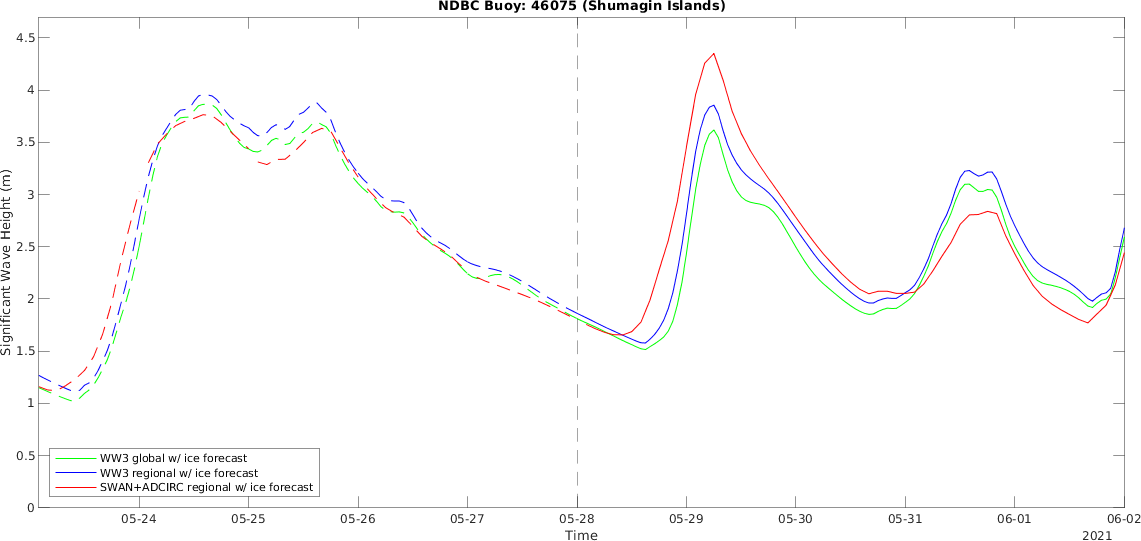 NDBC Buoy: 46075 (Shumagin Islands)
Significant Wave Height (m)
4.5
4
3.5
3
2.5
2
1.5
1
0.5
0
WW3 global w/ ice forecast
WW3 regional w/ ice forecast
SWAN+ADCIRC regional w/ ice forecast
05-24 05-25 05-26 05-27 05-28 05-29 05-30 05-31 06-01 06-02
Time
2021